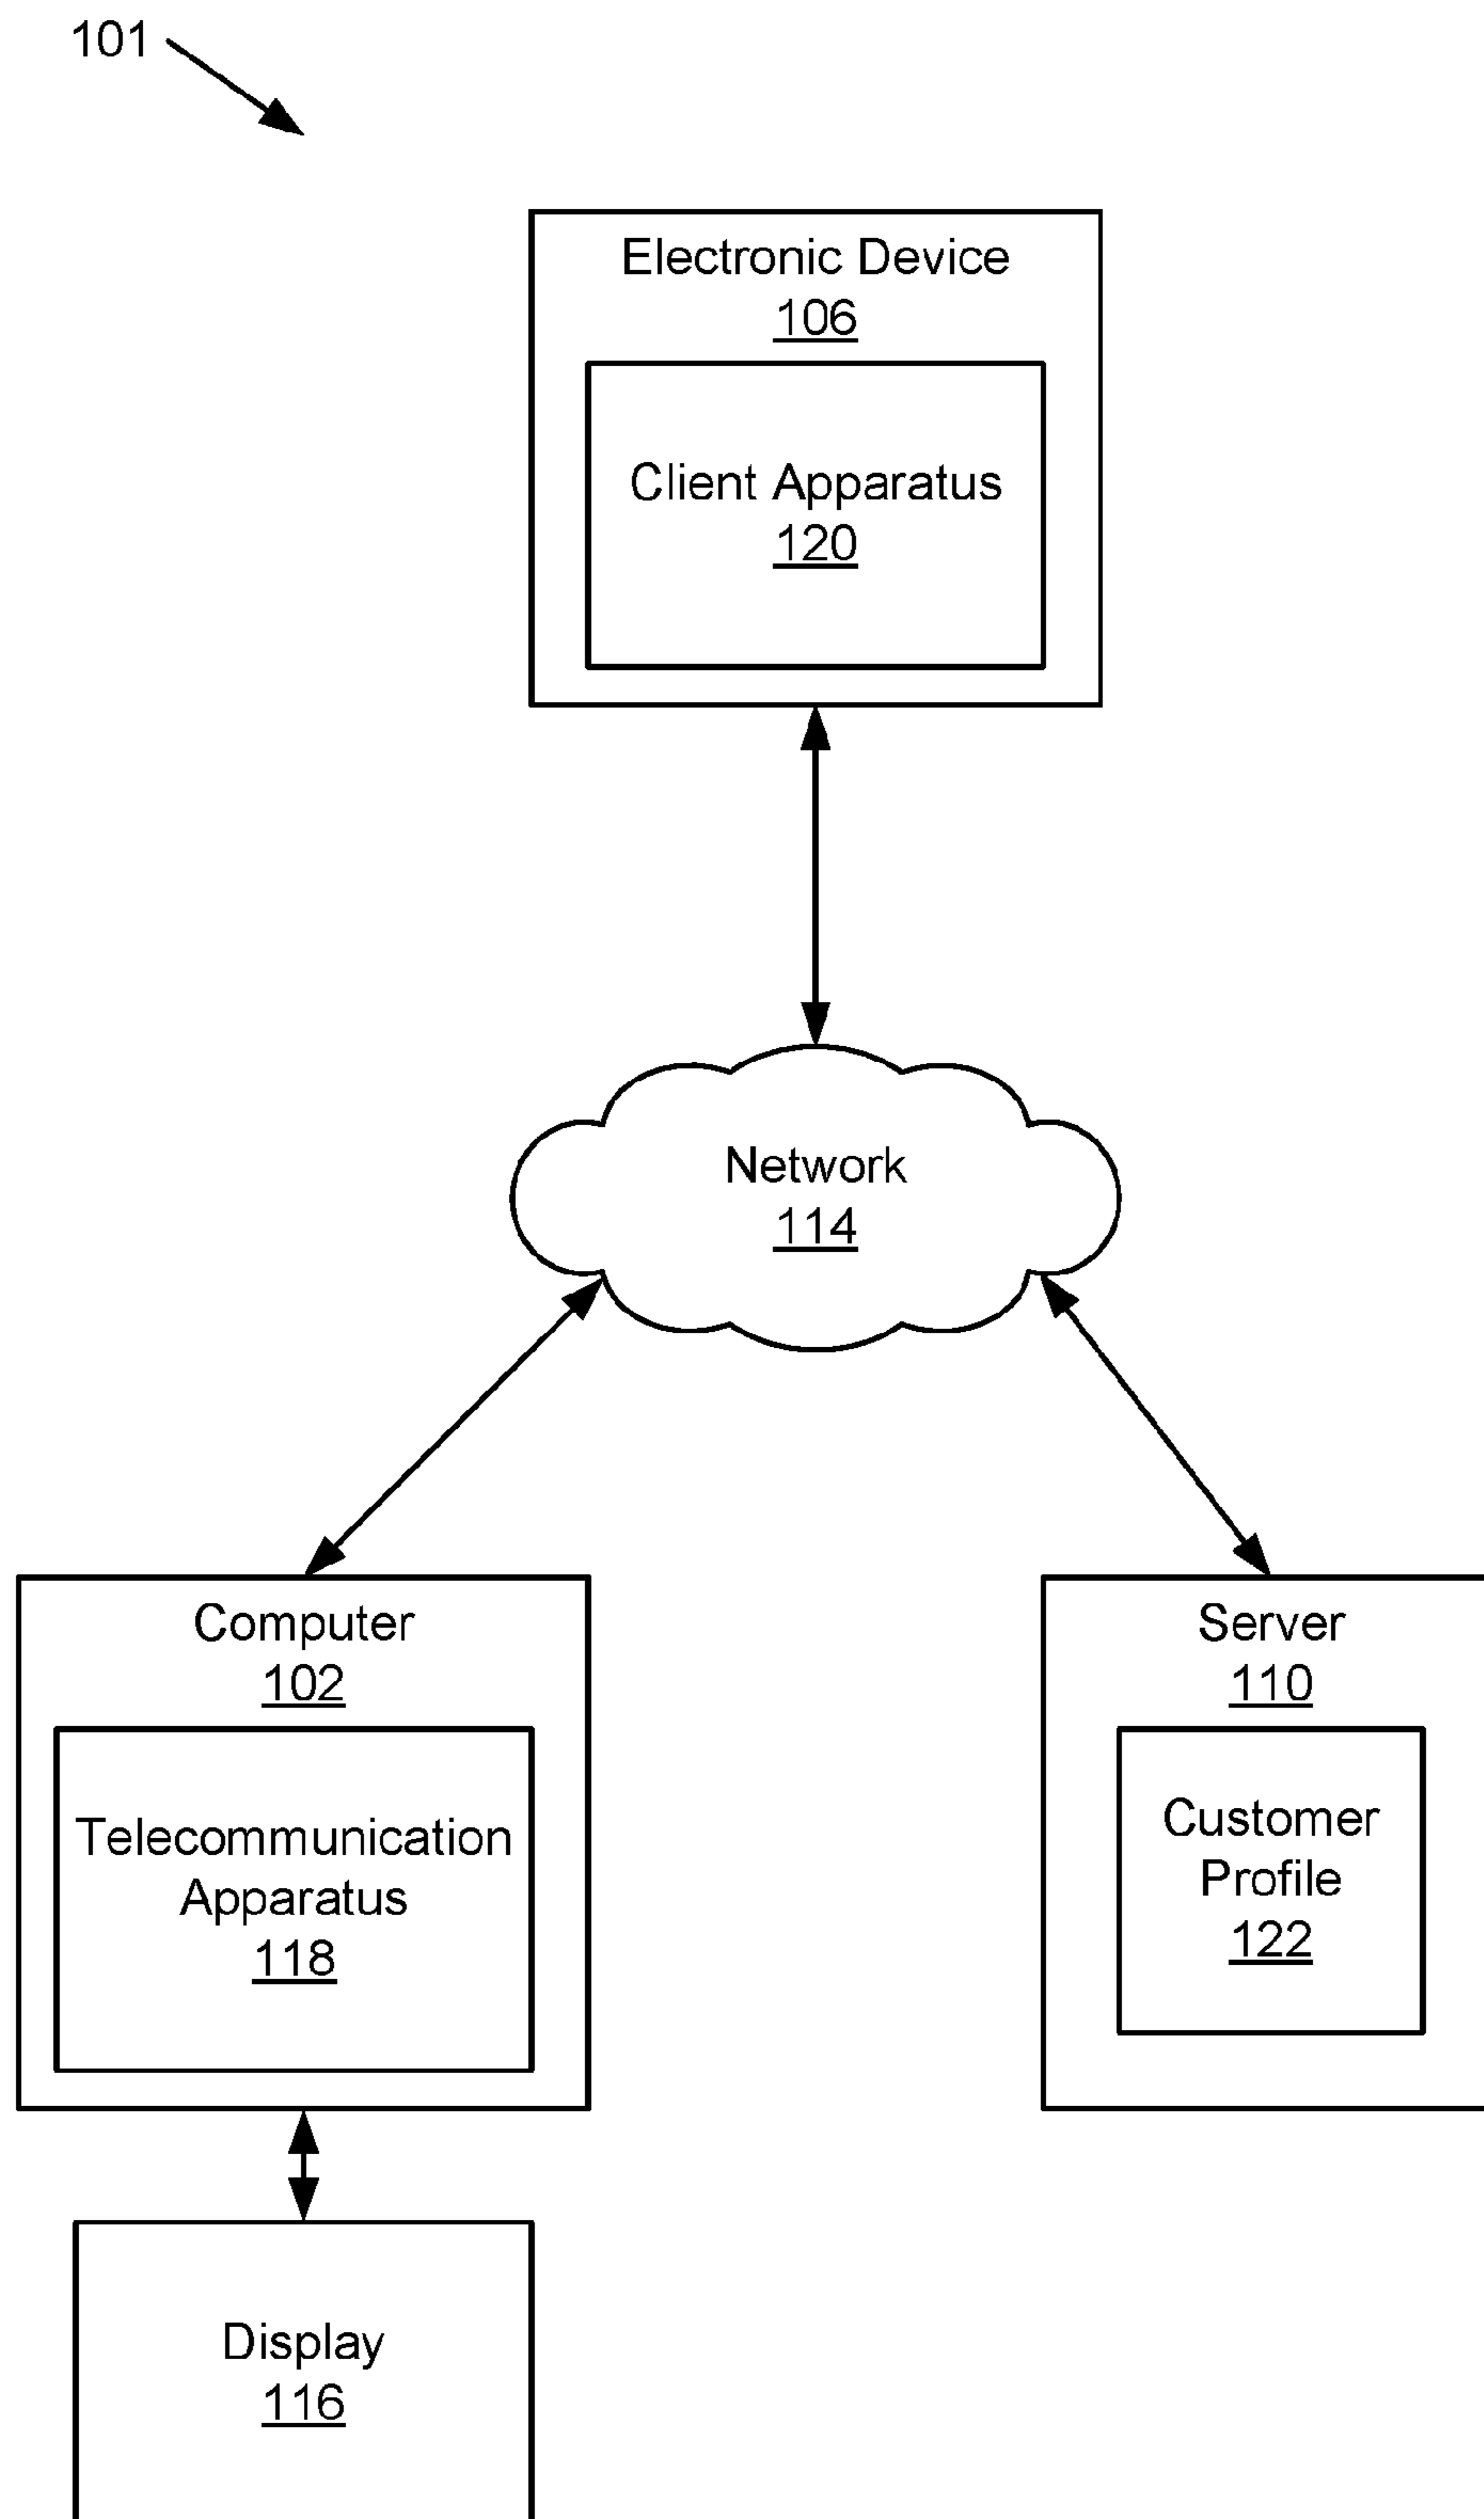 101
Electronic Device
106
Client Apparatus
120
Network
114
Computer
102
Telecommunication
Apparatus
118
Server
110
Customer
Profile
122
Display
116